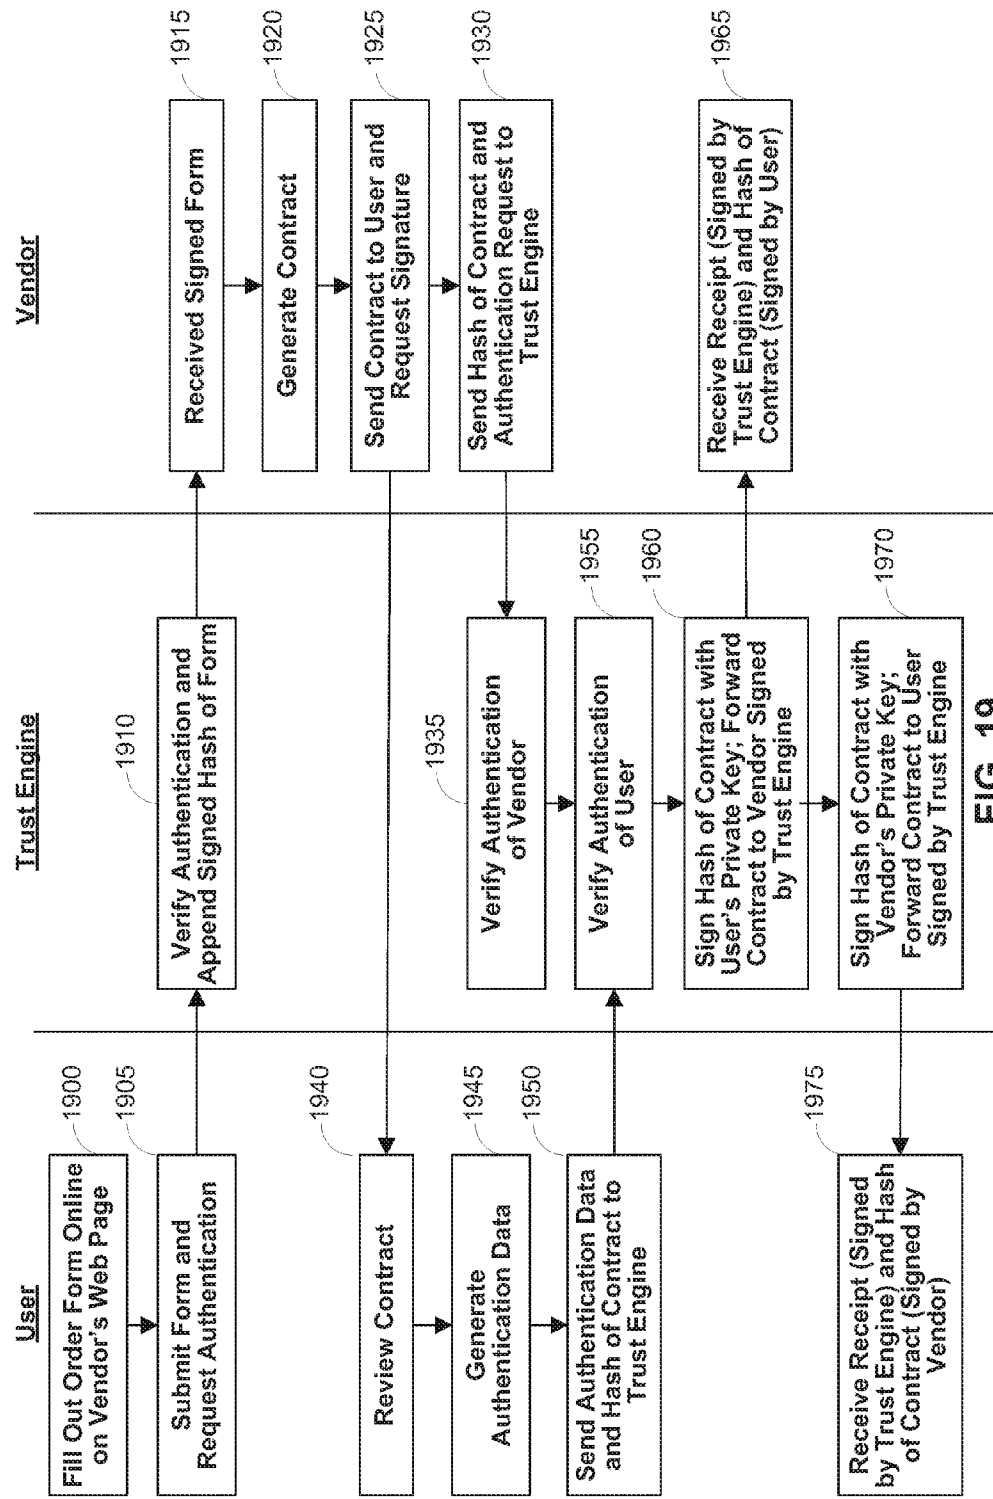 User
Trust Engine
Vendor
Fill Out Order Form Online
on Vendor's Web Page
1900
Submit Form and
Request Authentication
1905
Verify Authentication and
Append Signed Hash of Form
1910
Received Signed Form
1915
Generate Contract
1920
Send Contract to User and
Request Signature
1925
Send Hash of Contract and
Authentication Request to
Trust Engine
1930
Verify Authentication
of Vendor
1935
Review Contract
1940
Generate
Authentication Data
1945
Send Authentication Data
and Hash of Contract to
Trust Engine
1950
Verify Authentication
of User
1955
Sign Hash of Contract with
User's Private Key; Forward
Contract to Vendor Signed
by Trust Engine
1960
Receive Receipt (Signed by
Trust Engine) and Hash of
Contract (Signed by User)
1965
Sign Hash of Contract with
Vendor's Private Key;
Forward Contract to User
Signed by Trust Engine
1970
Receive Receipt (Signed
by Trust Engine) and Hash
of Contract (Signed by
Vendor)
1975
FIG. 19